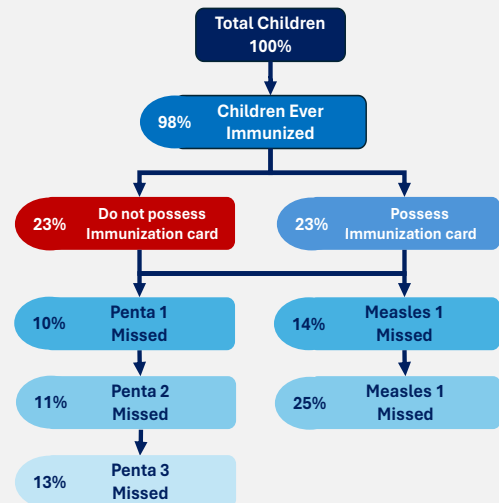 Total Children
100%
98%
Children Ever
Immunized
23%
Do not possess
Immunization card
23%
Possess
Immunization card
10%
Penta 1
Missed
14%
Measles 1
Missed
11%
Penta 2
Missed
25%
Measles 1
Missed
13%
Penta 3
Missed